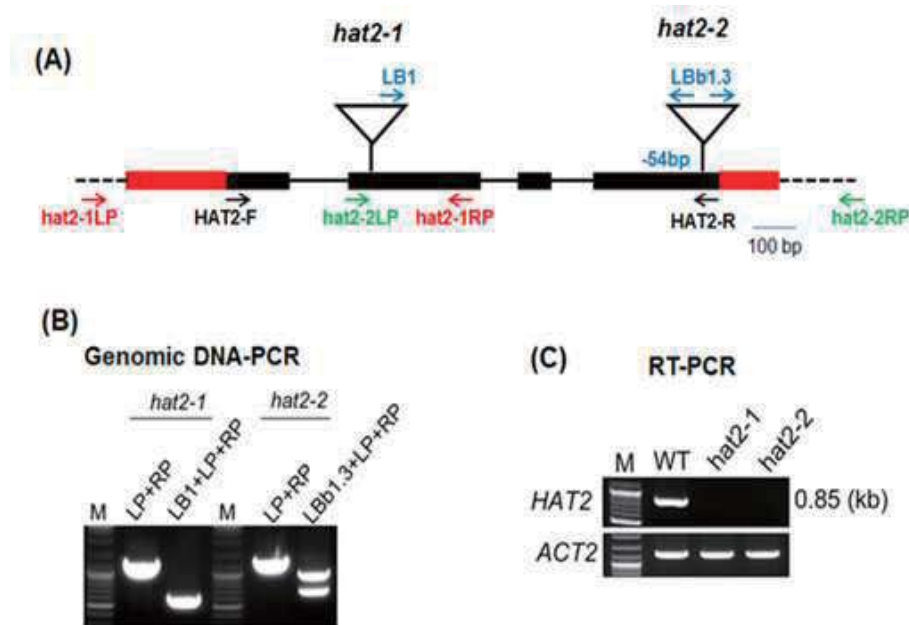 (A)
hat2-1
hat2-2
LB1
LBb1.3
-54bp
hat2-1LP
HAT2-F
hat2-2LP
hat2-1RP
HAT2-R
hat2-2RP
100 bp
(B)
Genomic DNA-PCR
hat2-1
hat2-2
M
LP+RP
LB1+LP+RP
M
LP+RP
LBb1.3+LP+RP
(C)
RT-PCR
M
WT
hat2-1
hat2-2
HAT2
0.85 (kb)
ACT2